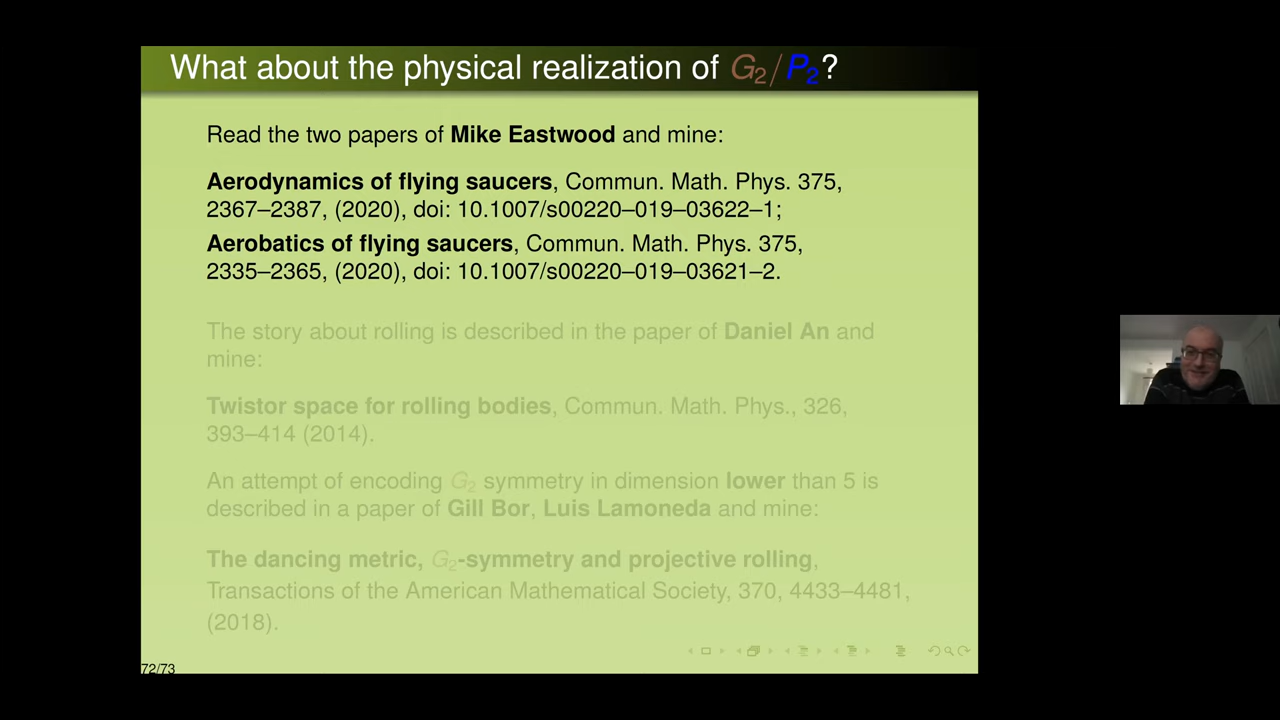 What about the physical realization of G2/P2?
Read the two papers of Mike Eastwood and mine:
Aerodynamics of flying saucers, Commun. Math. Phys. 375,
2367–2387, (2020), doi: 10.1007/s00220–019–03622–1;
Aerobatics of flying saucers, Commun. Math. Phys. 375,
2335–2365, (2020), doi: 10.1007/s00220–019–03621–2.
The story about rolling is described in the paper of Daniel An and
mine:
Twistor space for rolling bodies, Commun. Math. Phys., 326,
393–414 (2014).
An attempt of encoding G2 symmetry in dimension lower than 5 is
described in a paper of Gill Bor, Luis Lamoneda and mine:
The dancing metric, G2-symmetry and projective rolling,
Transactions of the American Mathematical Society, 370, 4433–4481,
(2018).
72/73